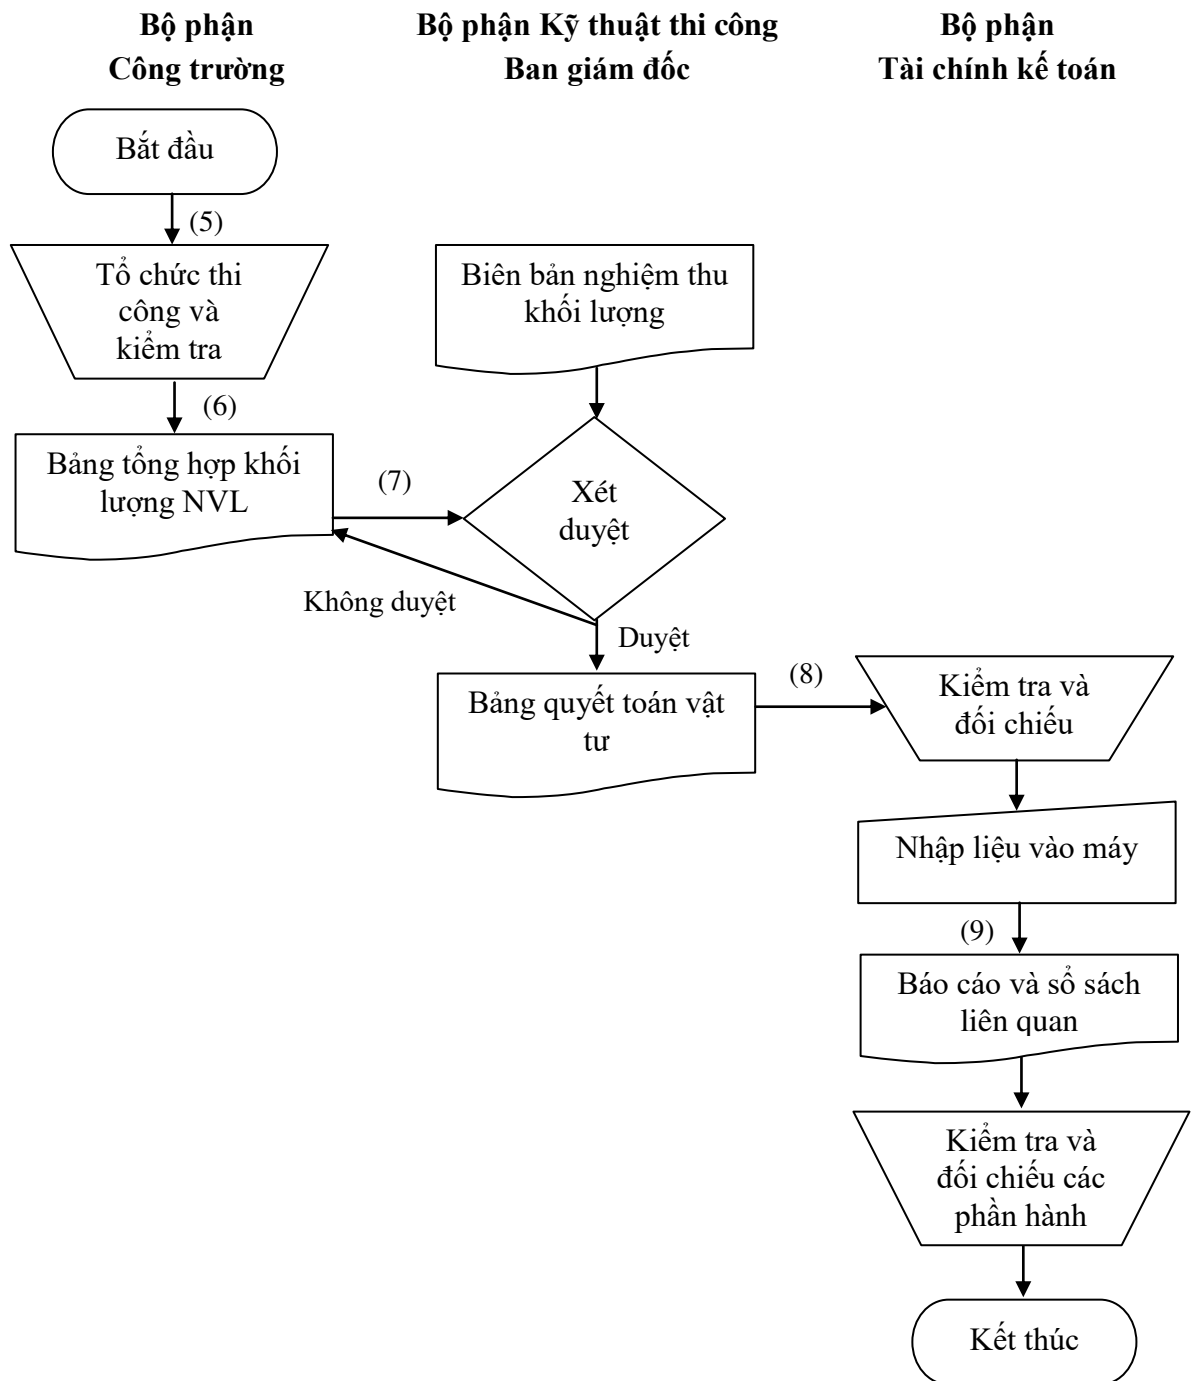 Bộ phận
Công trường
Bộ phận Kỹ thuật thi công
Ban giám đốc
Bộ phận
Tài chính kế toán
Bắt đầu
(5)
Tổ chức thi
công và
kiểm tra
Biên bản nghiệm thu
khối lượng
(6)
Bảng tổng hợp khối
lượng NVL
(7)
Xét
duyệt
Không duyệt
Duyệt
Bảng quyết toán vật
tư
(8)
Kiểm tra và
đối chiếu
Nhập liệu vào máy
(9)
Báo cáo và sổ sách
liên quan
Kiểm tra và
đối chiếu các
phần hành
Kết thúc